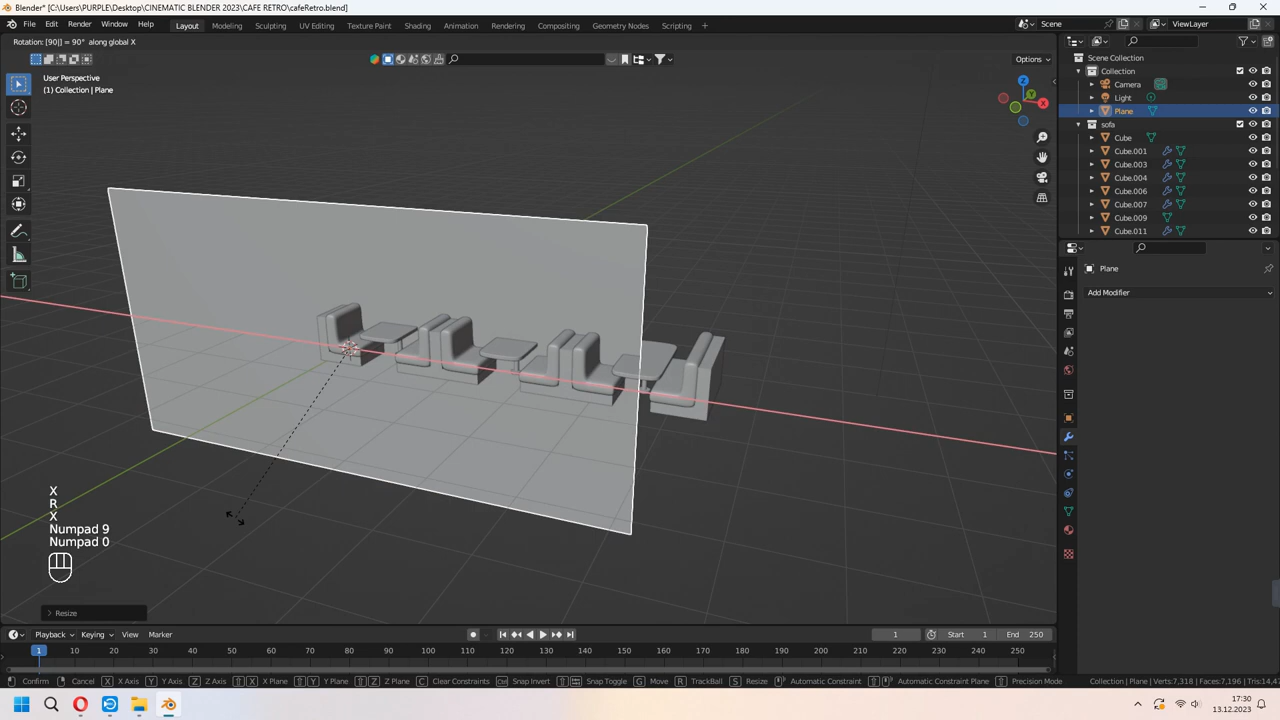 Blender* [C:\Users\PURPLE\Desktop\CINEMATIC BLENDER 2023\CAFE RETRO\cafeRetro.blend]
File Edit Render Window Help Layout Modeling Sculpting UV Editing Texture Paint Shading Animation Rendering Compositing Geometry Nodes Scripting + Scene ViewLayer
Rotation: [90|] = 90° along global X
Options
User Perspective
(1) Collection | Plane
Z
Y
X
Scene Collection
Collection
Camera
Light
Plane
sofa
Cube
Cube.001
Cube.003
Cube.004
Cube.006
Cube.007
Cube.009
Cube.011
Plane
Add Modifier
X
R
X
Numpad 9
Numpad 0
Resize
Playback Keying View Marker 1 Start 1 End 250
1 10 20 30 40 50 60 70 80 90 100 110 120 130 140 150 160 170 180 190 200 210 220 230 240 250
Confirm Cancel X X Axis Y Y Axis Z Z Axis X X Plane Y Y Plane Z Z Plane C Clear Constraints Ctrl Snap Invert Snap Toggle G Move R TrackBall S Resize Automatic Constraint Automatic Constraint Plane Precision Mode Collection | Plane Verts:7,318 Faces:7,196 Tris:14,4
17:30
13.12.2023